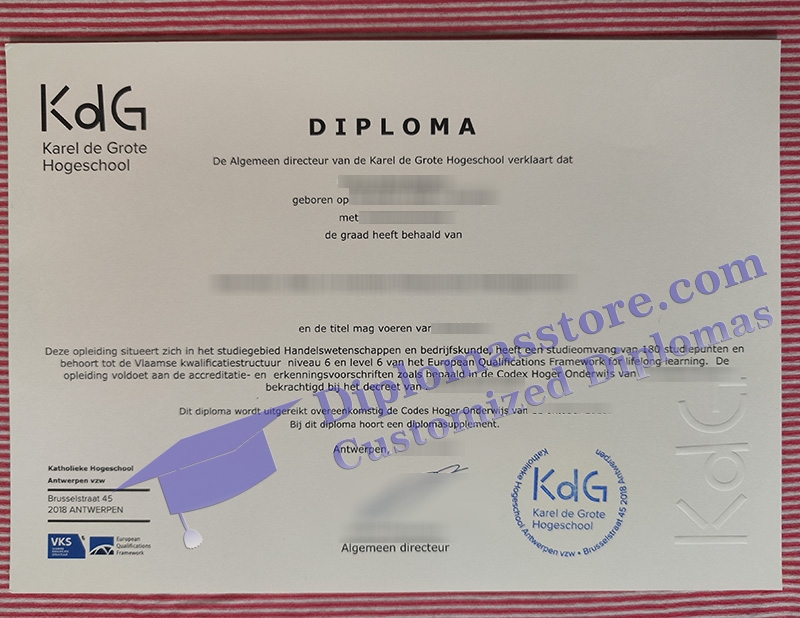 KdG
Karel de Grote
Hogeschool
DIPLOMA
De Algemeen directeur van de Karel de Grote Hogeschool verklaart dat
geboren op
met
de graad heeft behaald van
en de titel mag voeren van
Deze opleiding situeert zich in het studiegebied Handelswetenschappen en bedrijfskunde, heeft een studieomvang van 180 studiepunten en
behoort tot de Vlaamse kwalificatiestructuur niveau 6 en level 6 van het European Qualifications Framework for lifelong learning. De
opleiding voldoet aan de accreditatie- en erkenningsvoorschriften zoals bepaald in de Codex Hoger Onderwijs van
bekrachtigd bij het decreet van
Dit diploma wordt uitgereikt overeenkomstig de Codes Hoger Onderwijs van
Bij dit diploma hoort een diplomasupplement.
Antwerpen,
Algemeen directeur
Katholieke Hogeschool
Antwerpen vzw
Brusselstraat 45
2018 ANTWERPEN
VKS
European
Qualifications
Framework
KdG
Karel de Grote
Hogeschool
Katholieke Hogeschool Antwerpen vzw • Brusselstraat 45 2018 Antwerpen
KdG
Diplomasstore.com
Customized Diplomas